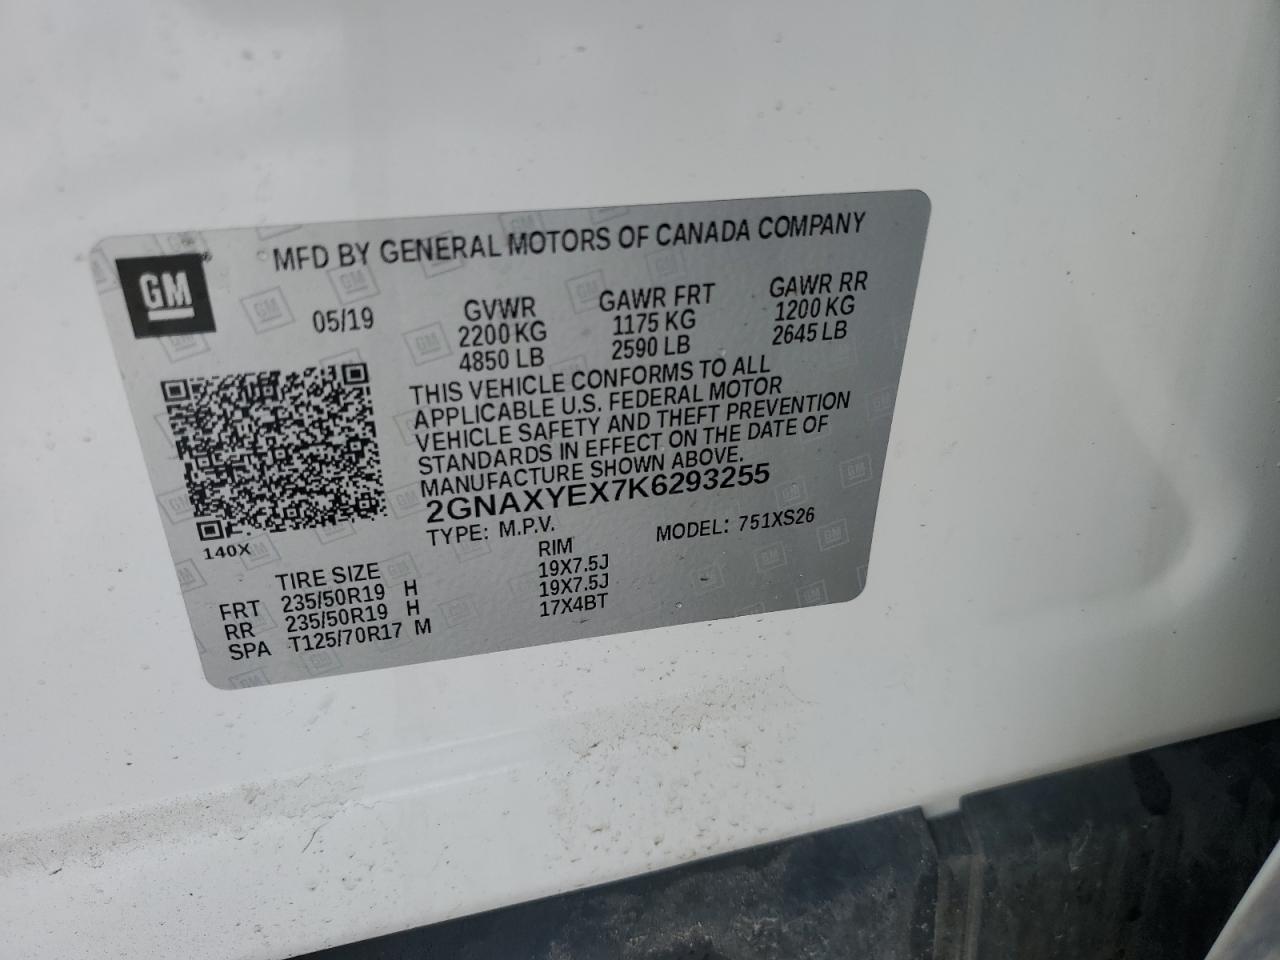 GM
MFD BY GENERAL MOTORS OF CANADA COMPANY
05/19 GVWR GAWR FRT GAWR RR
2200 KG 1175 KG 1200 KG
4850 LB 2590 LB 2645 LB
THIS VEHICLE CONFORMS TO ALL
APPLICABLE U.S. FEDERAL MOTOR
VEHICLE SAFETY AND THEFT PREVENTION
STANDARDS IN EFFECT ON THE DATE OF
MANUFACTURE SHOWN ABOVE.
2GNAXYEX7K6293255
140X TYPE: M.P.V. MODEL: 751XS26
TIRE SIZE RIM
FRT 235/50R19 H 19X7.5J
RR 235/50R19 H 19X7.5J
SPA T125/70R17 M 17X4BT